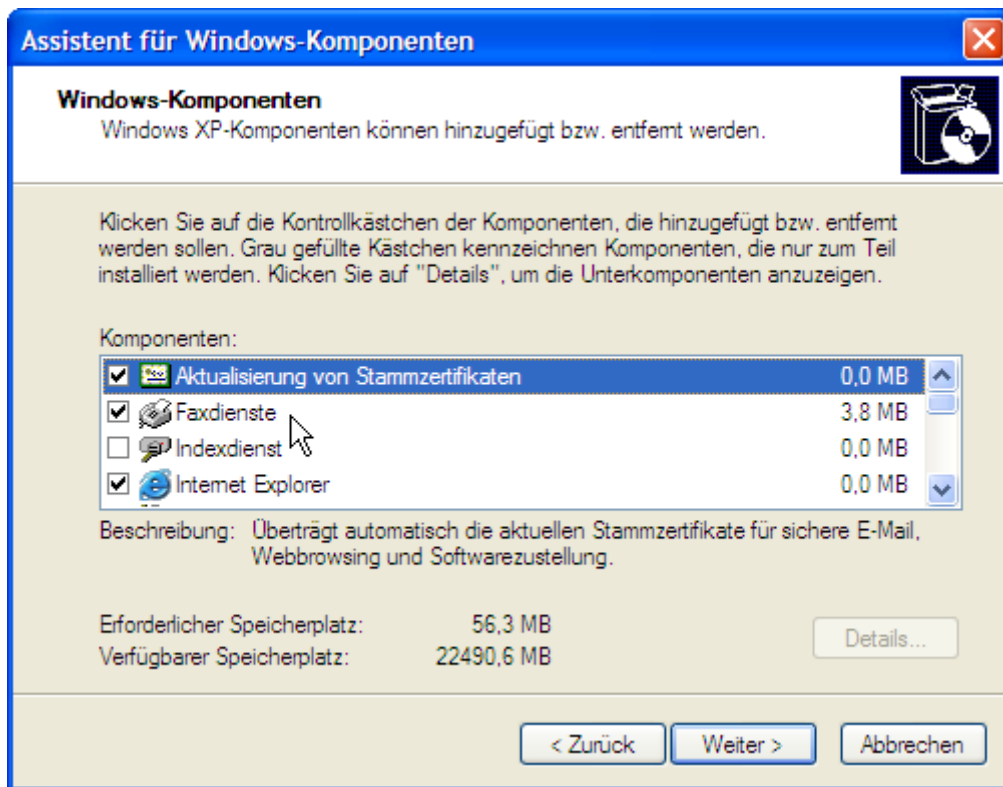 Assistent für Windows-Komponenten
Windows-Komponenten
Windows XP-Komponenten können hinzugefügt bzw. entfernt werden.
Klicken Sie auf die Kontrollkästchen der Komponenten, die hinzugefügt bzw. entfernt
werden sollen. Grau gefüllte Kästchen kennzeichnen Komponenten, die nur zum Teil
installiert werden. Klicken Sie auf "Details", um die Unterkomponenten anzuzeigen.
Komponenten:
Aktualisierung von Stammzertifikaten 0,0 MB
Faxdienste 3,8 MB
Indexdienst 0,0 MB
Internet Explorer 0,0 MB
Beschreibung: Überträgt automatisch die aktuellen Stammzertifikate für sichere E-Mail,
Webbrowsing und Softwarezustellung.
Erforderlicher Speicherplatz: 56,3 MB
Verfügbarer Speicherplatz: 22490,6 MB
Details...
< Zurück Weiter > Abbrechen